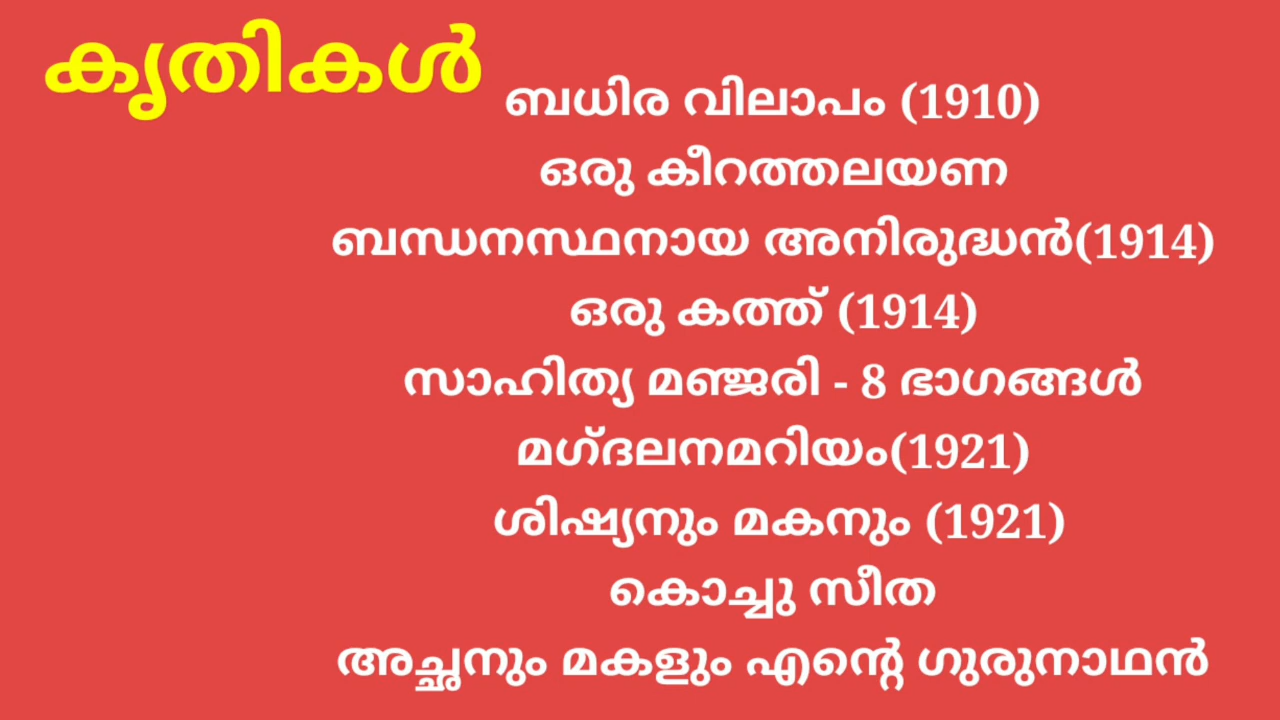 കൃതികൾ
ബധിര വിലാപം (1910)
ഒരു കീറത്തലയണ
ബന്ധനസ്ഥനായ അനിരുദ്ധൻ(1914)
ഒരു കത്ത് (1914)
സാഹിത്യ മഞ്ജരി - 8 ഭാഗങ്ങൾ
മഗ്ദലനമറിയം(1921)
ശിഷ്യനും മകനും (1921)
കൊച്ചു സീത
അച്ഛനും മകളും എന്റെ ഗുരുനാഥൻ